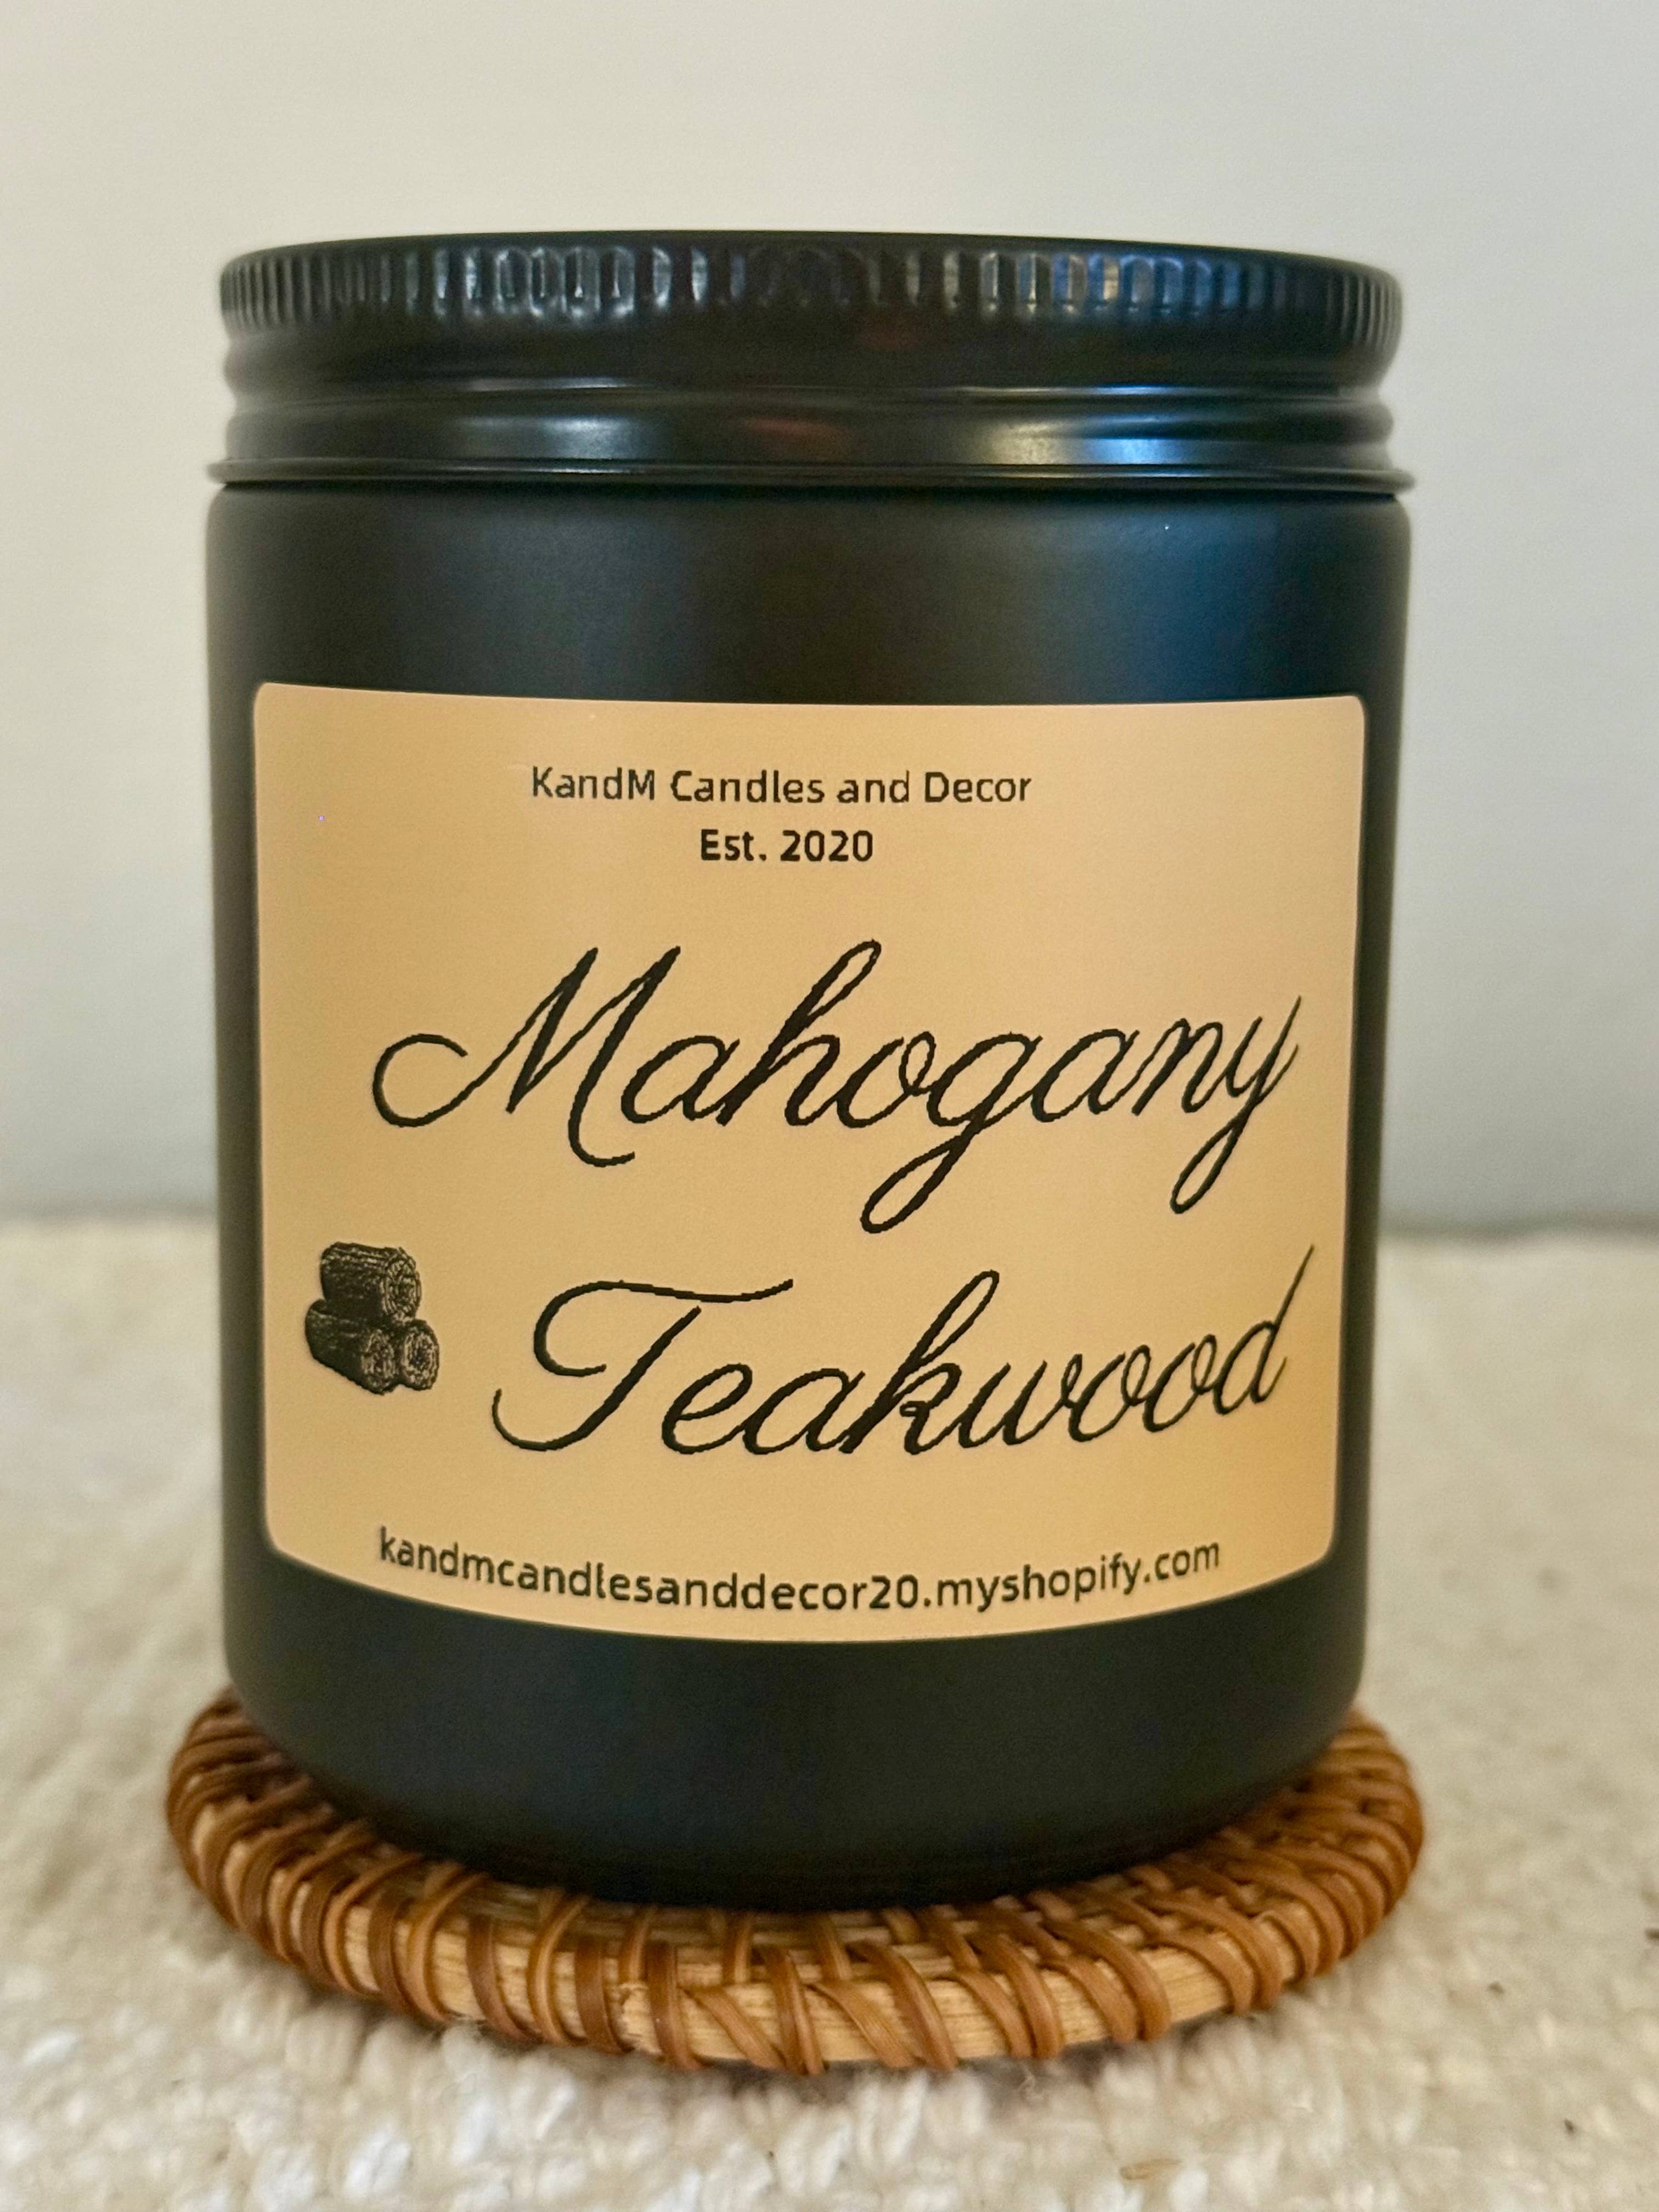 KandM Candles and Decor
Est. 2020
Mahogany
Teakwood
kandmcandlesanddecor20.myshopify.com